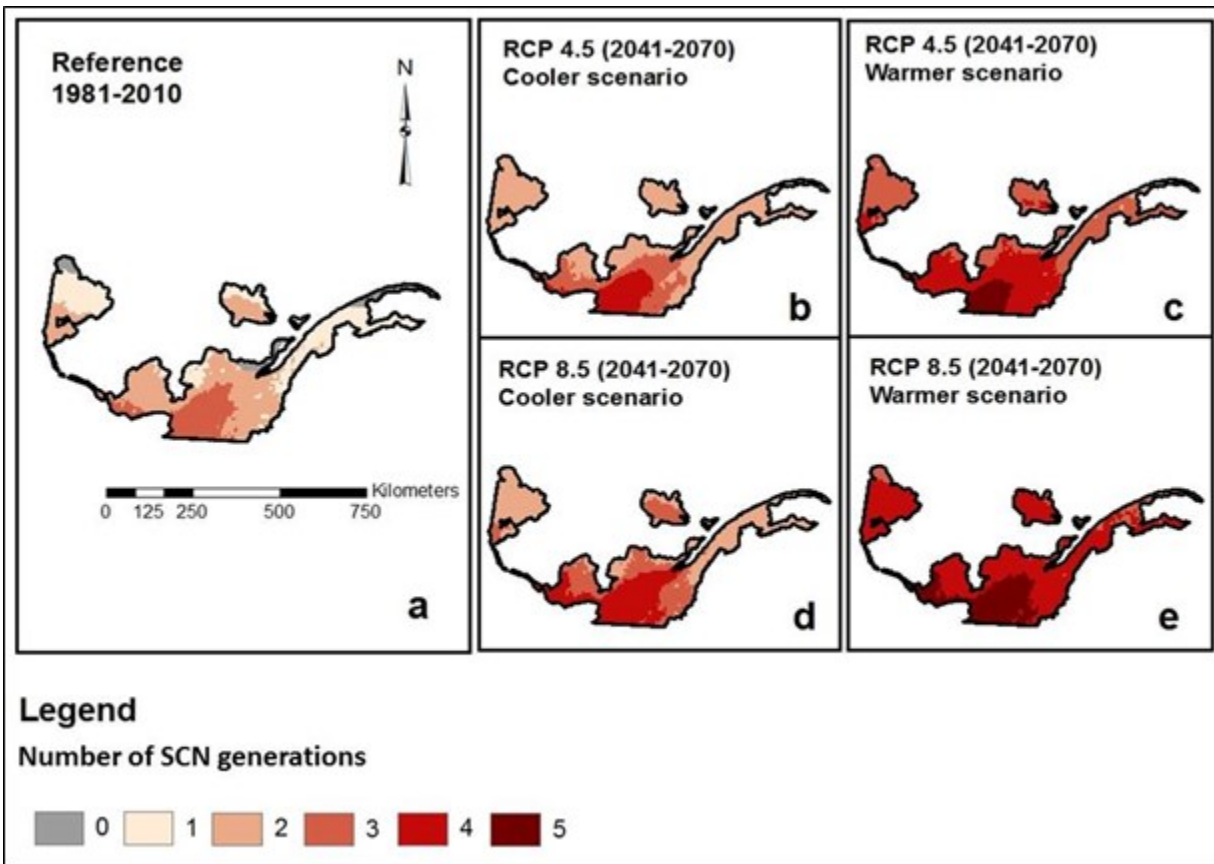 Reference
1981-2010
N
0 125 250 500 750
Kilometers
a
RCP 4.5 (2041-2070)
Cooler scenario
b
RCP 4.5 (2041-2070)
Warmer scenario
c
RCP 8.5 (2041-2070)
Cooler scenario
d
RCP 8.5 (2041-2070)
Warmer scenario
e
Legend
Number of SCN generations
0 1 2 3 4 5